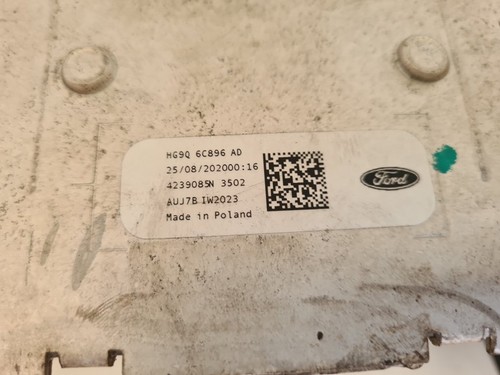 HG9Q 6C896 AD
25/08/202000:16
4239085N 3502
AUJ7B IW2023
Made in Poland
Ford